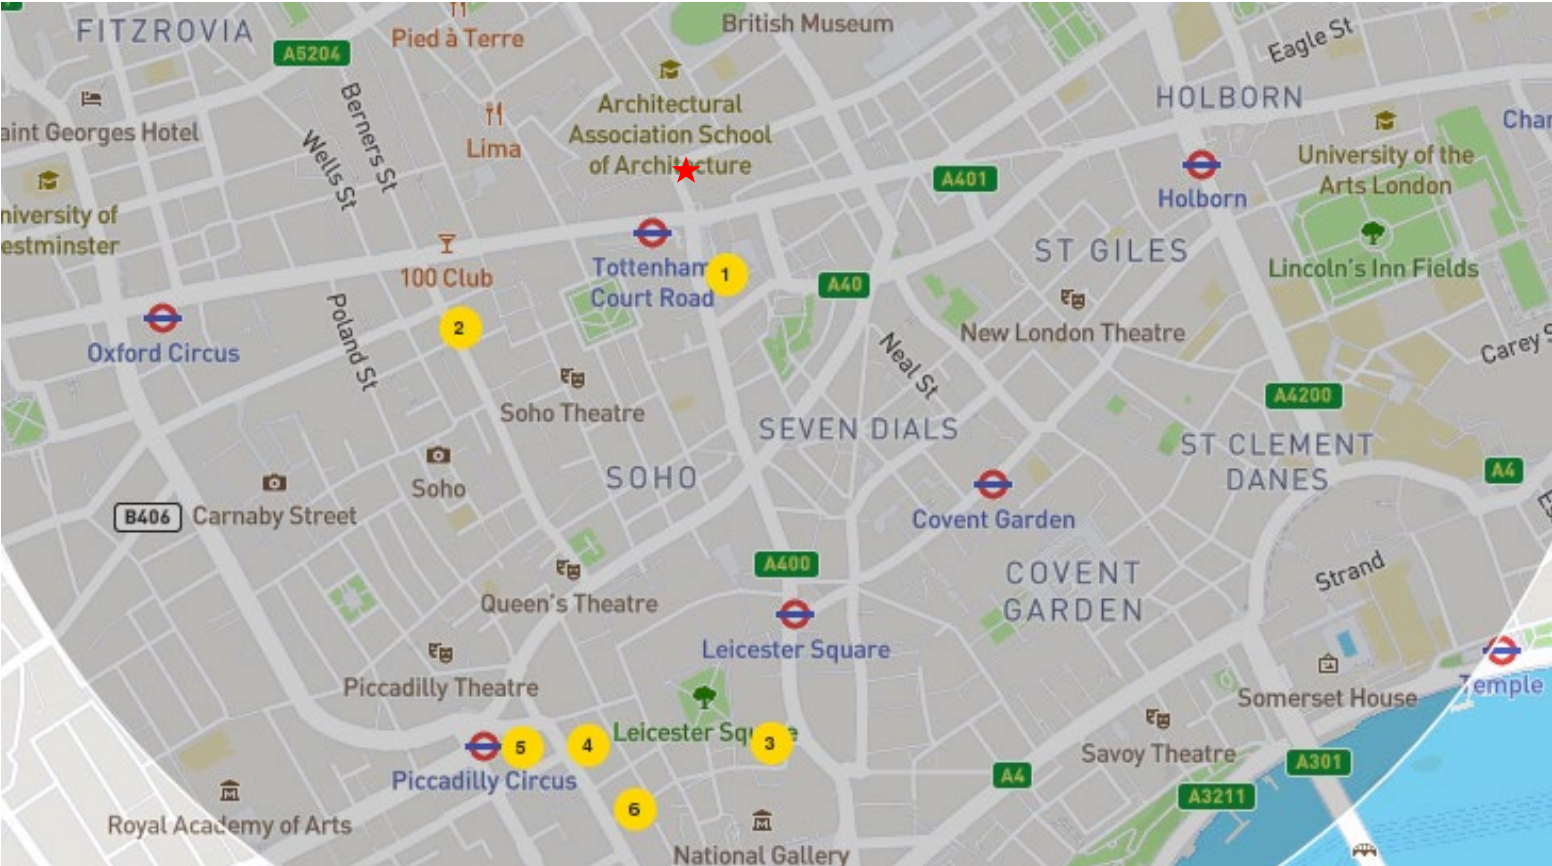 FITZROVIA
A5204
Pied à Terre
British Museum
Eagle St
HOLBORN
Architectural
Association School
of Architecture
Lima
Berners St
Wells St
aint Georges Hotel
niversity of
estminster
University of the
Arts London
Char
A401
Holborn
ST GILES
Lincoln's Inn Fields
100 Club
Tottenham
Court Road
1
A40
2
Oxford Circus
Poland St
New London Theatre
Neal St
Carey S
Soho Theatre
A4200
SEVEN DIALS
ST CLEMENT
DANES
A4
Soho
SOHO
Covent Garden
B406
Carnaby Street
A400
COVENT
GARDEN
Strand
Queen's Theatre
Leicester Square
Temple
Piccadilly Theatre
Somerset House
Leicester Sq e
3
4
5
Piccadilly Circus
Savoy Theatre
A301
A4
A3211
6
Royal Academy of Arts
National Gallery